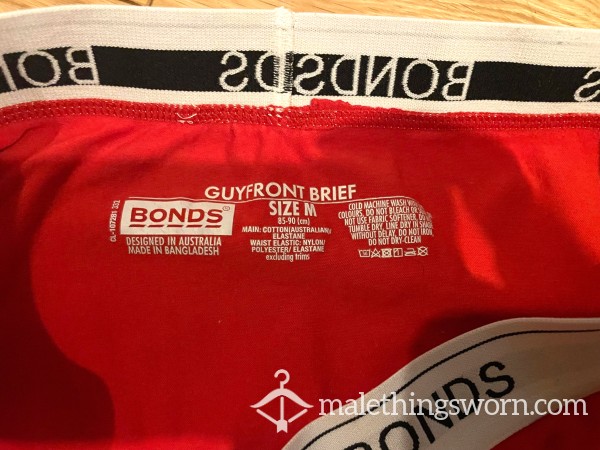 BONDS BONDS BONDS
GUYFRONT BRIEF
BONDS®
DESIGNED IN AUSTRALIA
MADE IN BANGLADESH
SIZE M
85-90 (cm)
MAIN: COTTON(AUSTRALIAN)/
ELASTANE
WAIST ELASTIC: NYLON/
POLYESTER/ ELASTANE
excluding trims
COLD MACHINE WASH WITH
COLOURS, DO NOT BLEACH OR
NOT USE FABRIC SOFTENER, DO
TUMBLE DRY, LINE DRY IN SHADE
WITHOUT DELAY, DO NOT IRON,
DO NOT DRY-CLEAN
BONDS
BONDS
malethingsworn.com